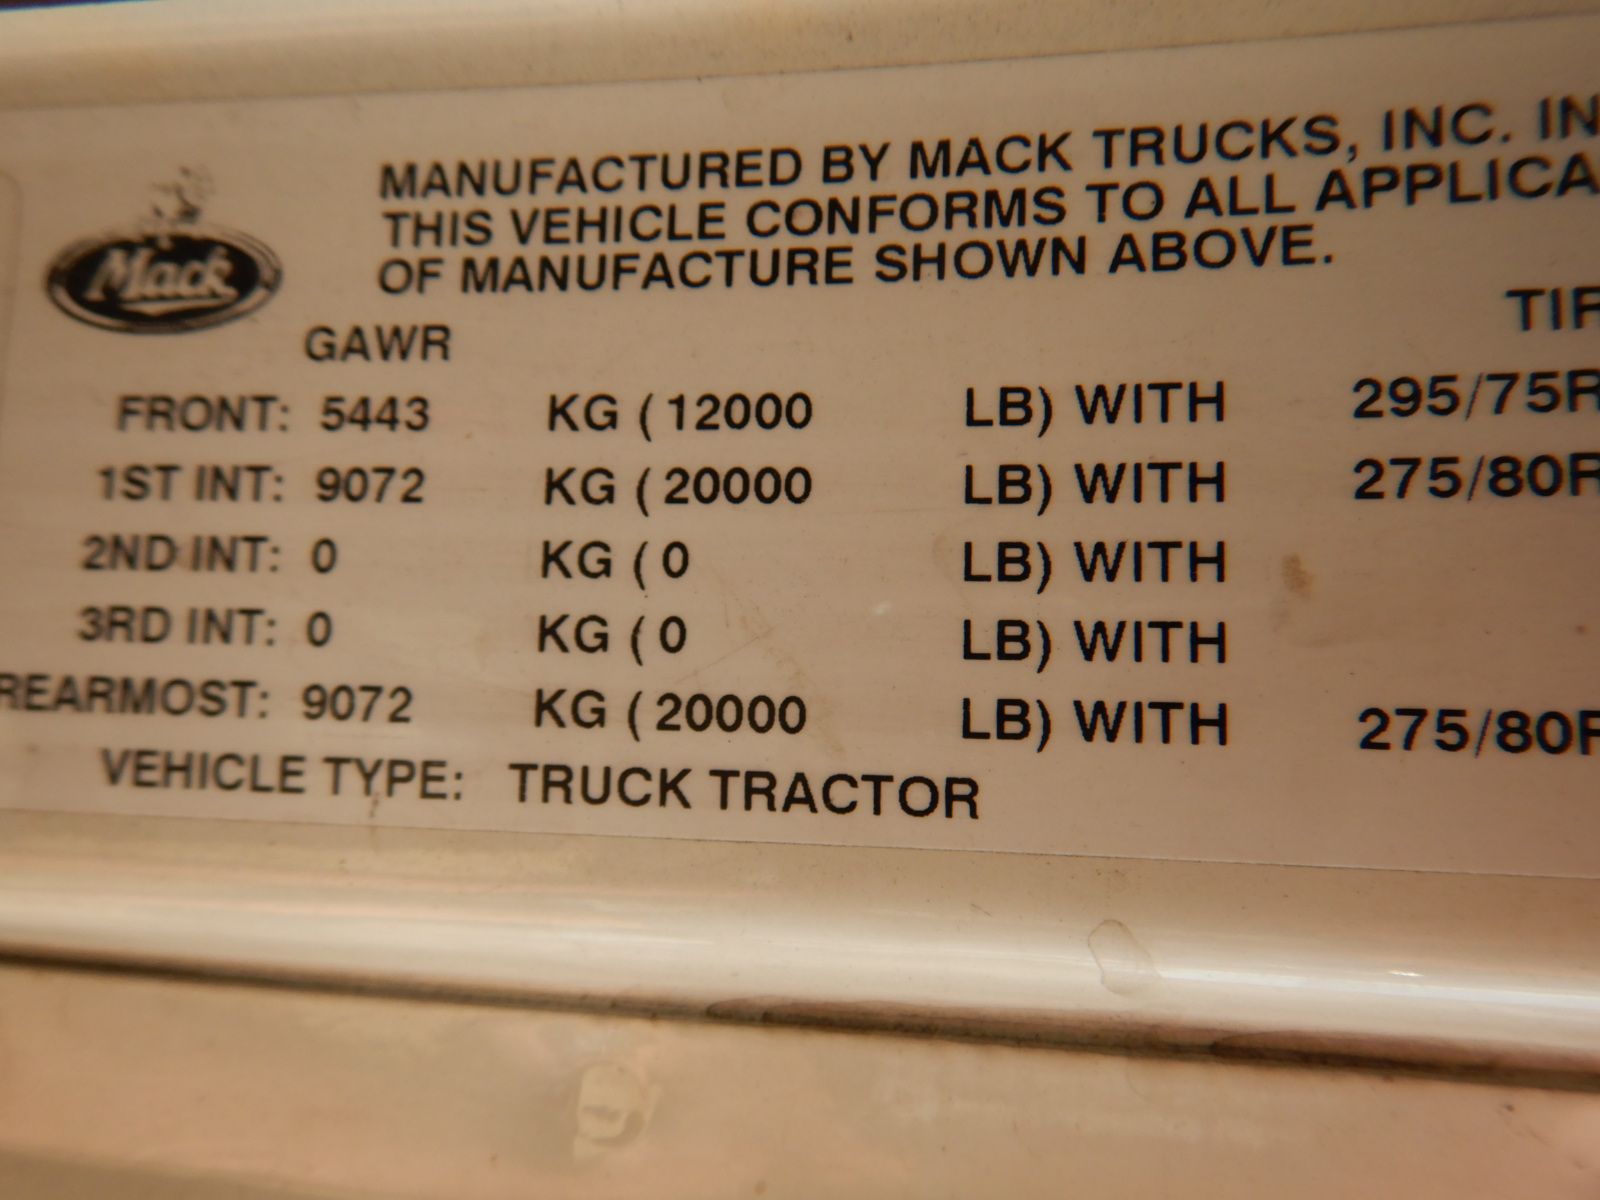 MANUFACTURED BY MACK TRUCKS, INC. IN
THIS VEHICLE CONFORMS TO ALL APPLICA
OF MANUFACTURE SHOWN ABOVE.
Mack
GAWR TIR
FRONT: 5443 KG ( 12000 LB) WITH 295/75R
1ST INT: 9072 KG ( 20000 LB) WITH 275/80R
2ND INT: 0 KG ( 0 LB) WITH
3RD INT: 0 KG ( 0 LB) WITH
REARMOST: 9072 KG ( 20000 LB) WITH 275/80R
VEHICLE TYPE: TRUCK TRACTOR